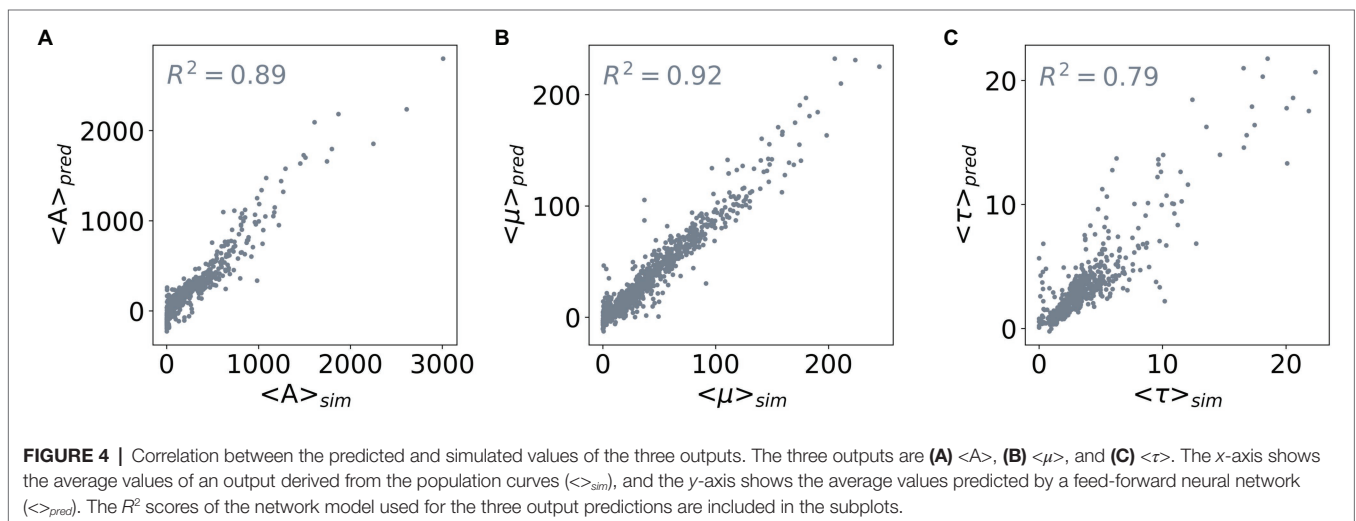 A
B
C
R² = 0.89
R² = 0.92
R² = 0.79
<A>pred
2000
1000
0
0
1000
2000
3000
<A>sim
<μ>pred
200
100
0
0
100
200
<μ>sim
<τ>pred
20
10
0
0
10
20
<τ>sim
FIGURE 4 | Correlation between the predicted and simulated values of the three outputs. The three outputs are (A) <A>, (B) <μ>, and (C) <τ>. The x-axis shows
the average values of an output derived from the population curves (<>sim), and the y-axis shows the average values predicted by a feed-forward neural network
(<>pred). The R² scores of the network model used for the three output predictions are included in the subplots.